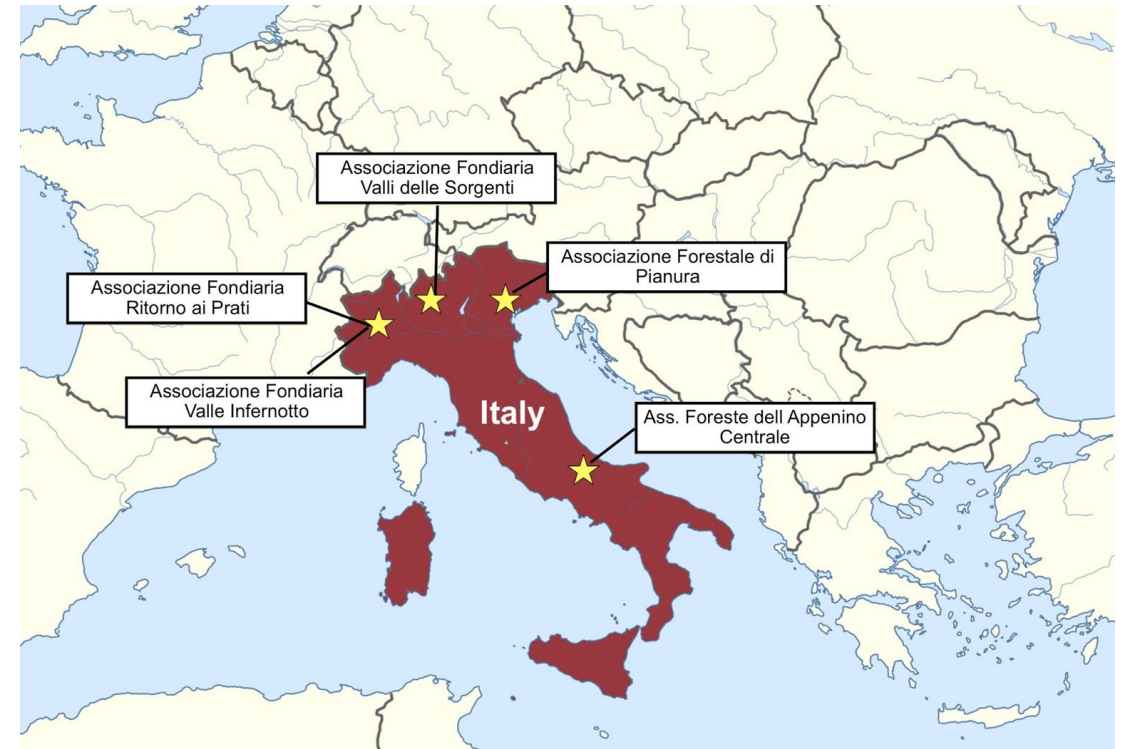 Associazione Fondiaria
Valli delle Sorgenti
Associazione Forestale di
Pianura
Associazione Fondiaria
Ritorno ai Prati
Associazione Fondiaria
Valle Infernotto
Italy
Ass. Foreste dell Appenino
Centrale